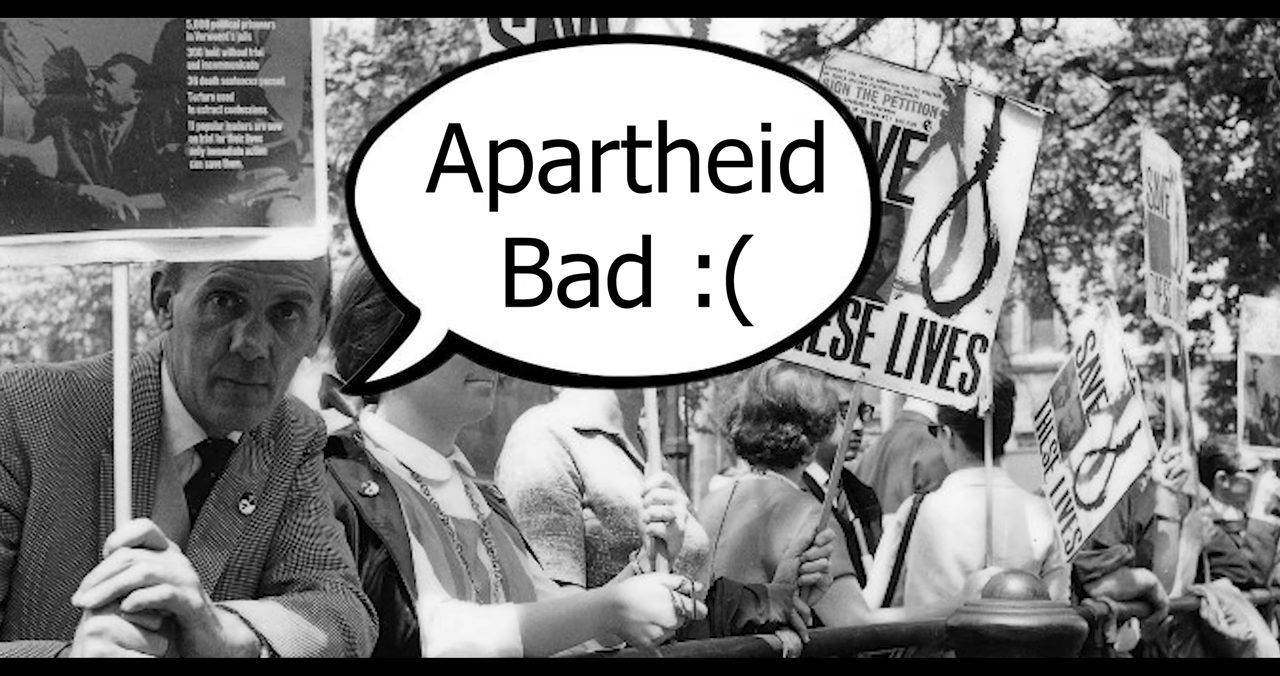 5,000 political prisoners
in Verwoerd's jails
300 held without trial
and incommunicado
36 death sentences passed
Torture used
to extract confessions
11 popular leaders are now
on trial for their lives
only immediate action
can save them.
SAVE
Apartheid
Bad :(
SIGN THE PETITION
SAVE
THESE LIVES
SAVE
THESE LIVES
SAVE